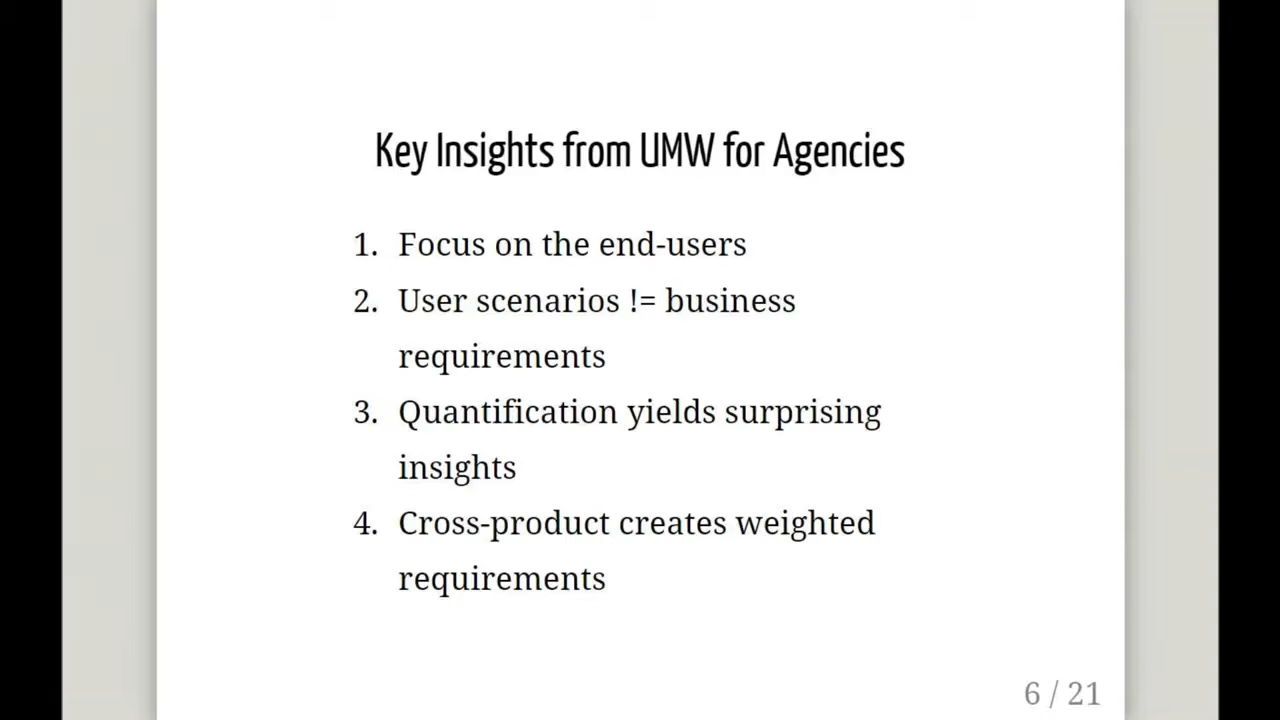 Key Insights from UMW for Agencies
1. Focus on the end-users
2. User scenarios != business
requirements
3. Quantification yields surprising
insights
4. Cross-product creates weighted
requirements
6 / 21